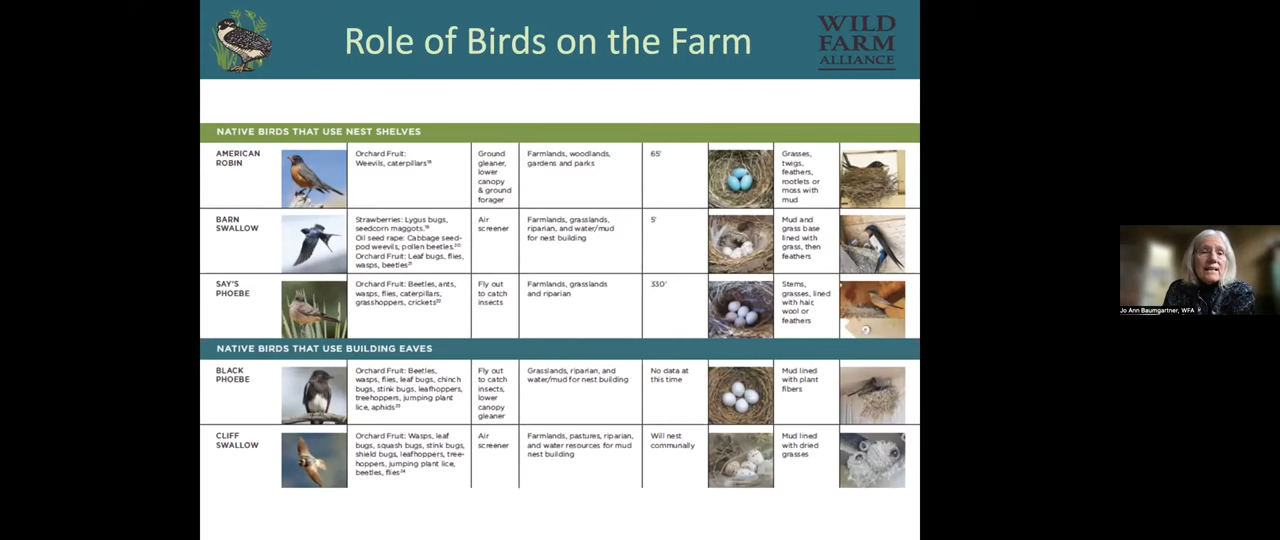 Role of Birds on the Farm
WILD
FARM
ALLIANCE
NATIVE BIRDS THAT USE NEST SHELVES
AMERICAN
ROBIN
Orchard Fruit:
Weevils, caterpillars18
Ground
gleaner,
lower
canopy
& ground
forager
Farmlands, woodlands,
gardens and parks
65'
Grasses,
twigs,
feathers,
rootlets or
moss with
mud
BARN
SWALLOW
Strawberries: Lygus bugs,
seedcorn maggots.19
Oil seed rape: Cabbage seed-
pod weevils, pollen beetles.20
Orchard Fruit: Leaf bugs, flies,
wasps, beetles21
Air
screener
Farmlands, grasslands,
riparian, and water/mud
for nest building
5'
Mud and
grass base
lined with
grass, then
feathers
SAY'S
PHOEBE
Orchard Fruit: Beetles, ants,
wasps, flies, caterpillars,
grasshoppers, crickets22
Fly out
to catch
insects
Farmlands, grasslands
and riparian
330'
Stems,
grasses, lined
with hair,
wool or
feathers
NATIVE BIRDS THAT USE BUILDING EAVES
BLACK
PHOEBE
Orchard Fruit: Beetles,
wasps, flies, leaf bugs, chinch
bugs, stink bugs, leafhoppers,
treehoppers, jumping plant
lice, aphids23
Fly out
to catch
insects,
lower
canopy
gleaner
Grasslands, riparian, and
water/mud for nest building
No data at
this time
Mud lined
with plant
fibers
CLIFF
SWALLOW
Orchard Fruit: Wasps, leaf
bugs, squash bugs, stink bugs,
shield bugs, leafhoppers, tree-
hoppers, jumping plant lice,
beetles, flies24
Air
screener
Farmlands, pastures, riparian,
and water resources for mud
nest building
Will nest
communally
Mud lined
with dried
grasses
Jo Ann Baumgartner, WFA